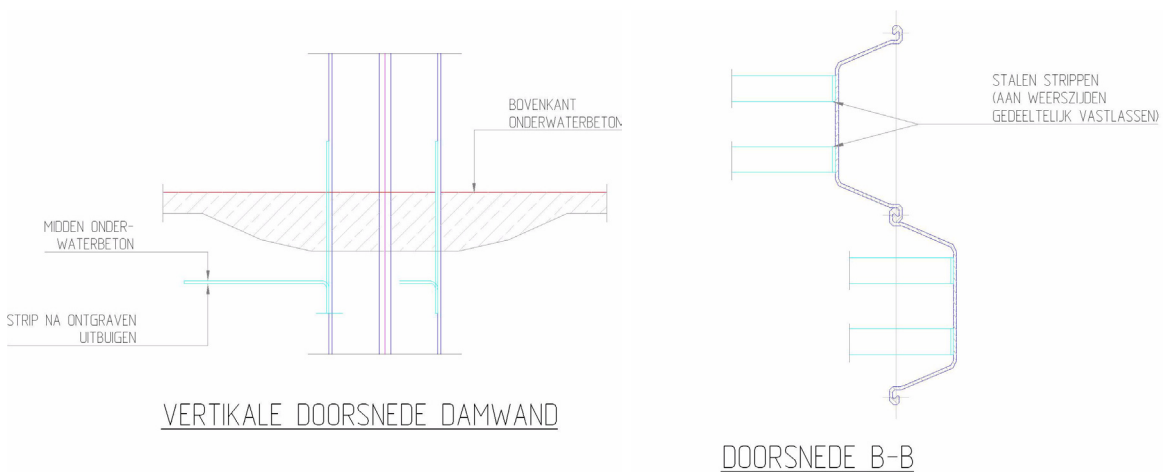 BOVENKANT
ONDERWATERBETON
MIDDEN ONDER-
WATERBETON
STRIP NA ONTGRAVEN
UITBUIGEN
VERTIKALE DOORSNEDE DAMWAND
STALEN STRIPPEN
(AAN WEERSZIJDEN
GEDEELTELIJK VASTLASSEN)
DOORSNEDE B-B